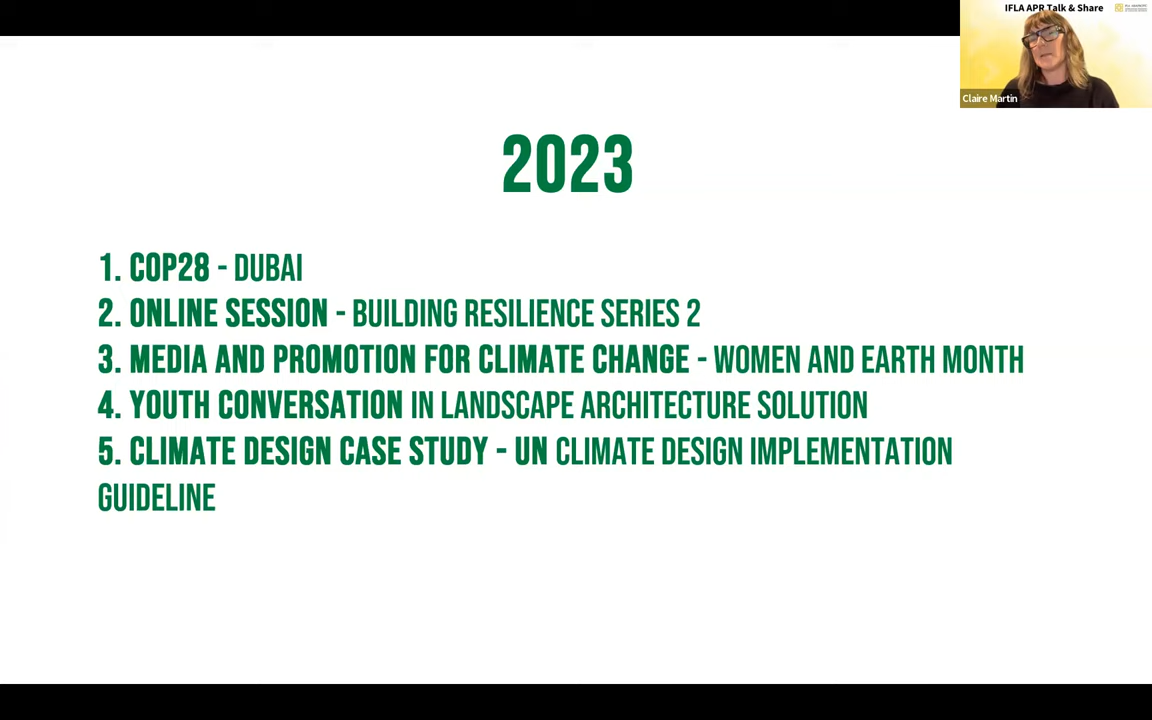 IFLA APR Talk & Share
Claire Martin
2023
1. COP28 - DUBAI
2. ONLINE SESSION - BUILDING RESILIENCE SERIES 2
3. MEDIA AND PROMOTION FOR CLIMATE CHANGE - WOMEN AND EARTH MONTH
4. YOUTH CONVERSATION IN LANDSCAPE ARCHITECTURE SOLUTION
5. CLIMATE DESIGN CASE STUDY - UN CLIMATE DESIGN IMPLEMENTATION
GUIDELINE